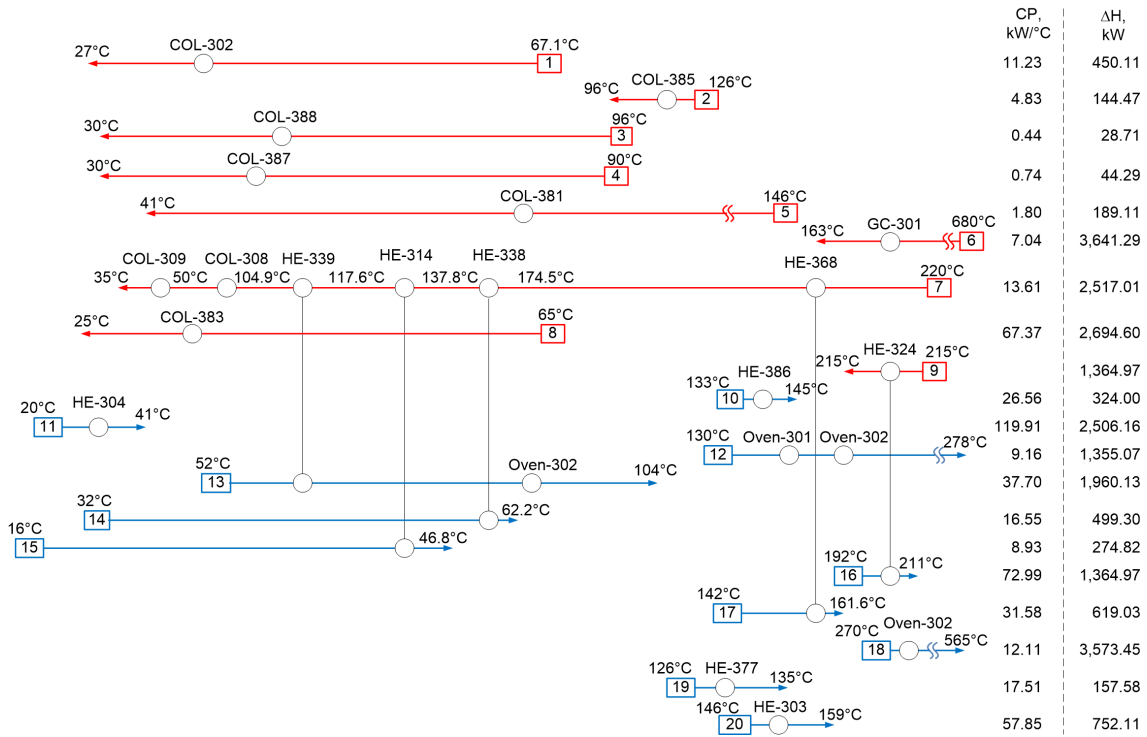 CP, kW/°C ΔH, kW
COL-302 67.1°C
27°C 1 11.23 450.11
COL-385 126°C
96°C 2 4.83 144.47
COL-388 96°C
30°C 3 0.44 28.71
COL-387 90°C
30°C 4 0.74 44.29
COL-381 146°C
41°C 5 1.80 189.11
GC-301 680°C
163°C 6 7.04 3,641.29
COL-309 COL-308 HE-339 HE-314 HE-338 HE-368 220°C
35°C 50°C 104.9°C 117.6°C 137.8°C 174.5°C 7 13.61 2,517.01
COL-383 65°C
25°C 8 67.37 2,694.60
HE-324 215°C
215°C 9 1,364.97
133°C HE-386
10 145°C 26.56 324.00
20°C HE-304
11 41°C 119.91 2,506.16
130°C Oven-301 Oven-302 278°C
12 9.16 1,355.07
52°C Oven-302 104°C
13 37.70 1,960.13
32°C
14 62.2°C 16.55 499.30
16°C
15 46.8°C 8.93 274.82
192°C 211°C
16 72.99 1,364.97
142°C 161.6°C
17 31.58 619.03
270°C Oven-302 565°C
18 12.11 3,573.45
126°C HE-377 135°C
19 17.51 157.58
146°C HE-303 159°C
20 57.85 752.11